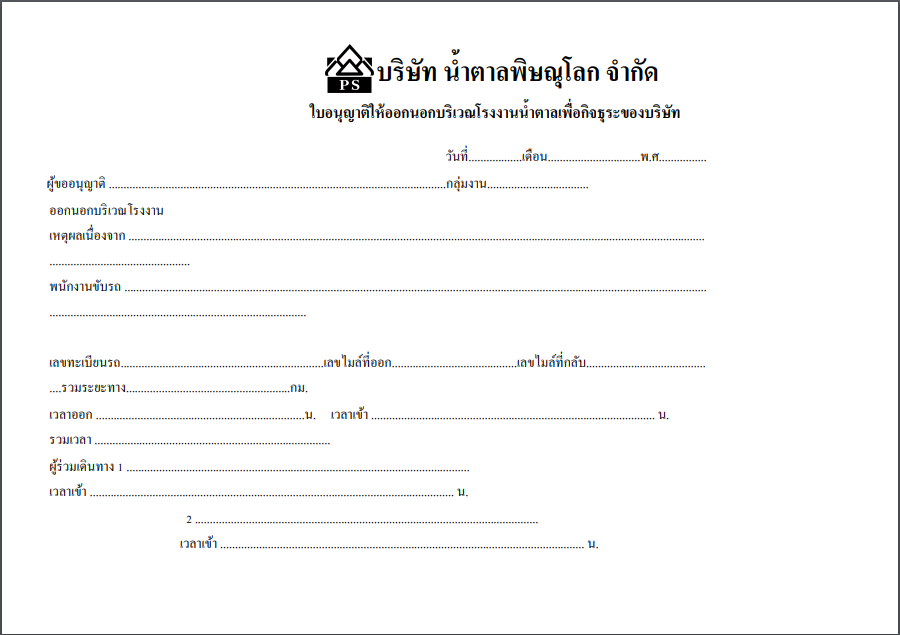 PS บริษัท น้ำตาลพิษณุโลก จำกัด
ใบอนุญาติให้ออกนอกบริเวณโรงงานน้ำตาลเพื่อกิจธุระของบริษัท
วันที่..................เดือน...............................พ.ศ................
ผู้ขออนุญาติ ................................................................................................................กลุ่มงาน..................................
ออกนอกบริเวณโรงงาน
เหตุผลเนื่องจาก ................................................................................................................................................................................................
...............................................
พนักงานขับรถ ..................................................................................................................................................................................................
......................................................................................
เลขทะเบียนรถ....................................................................เลขไมล์ที่ออก..........................................เลขไมล์ที่กลับ........................................
....รวมระยะทาง.......................................................กม.
เวลาออก ......................................................................น. เวลาเข้า ............................................................................................... น.
รวมเวลา ...............................................................................
ผู้ร่วมเดินทาง 1 ...................................................................................................................
เวลาเข้า .......................................................................................................................... น.
2 ...................................................................................................................
เวลาเข้า .......................................................................................................................... น.